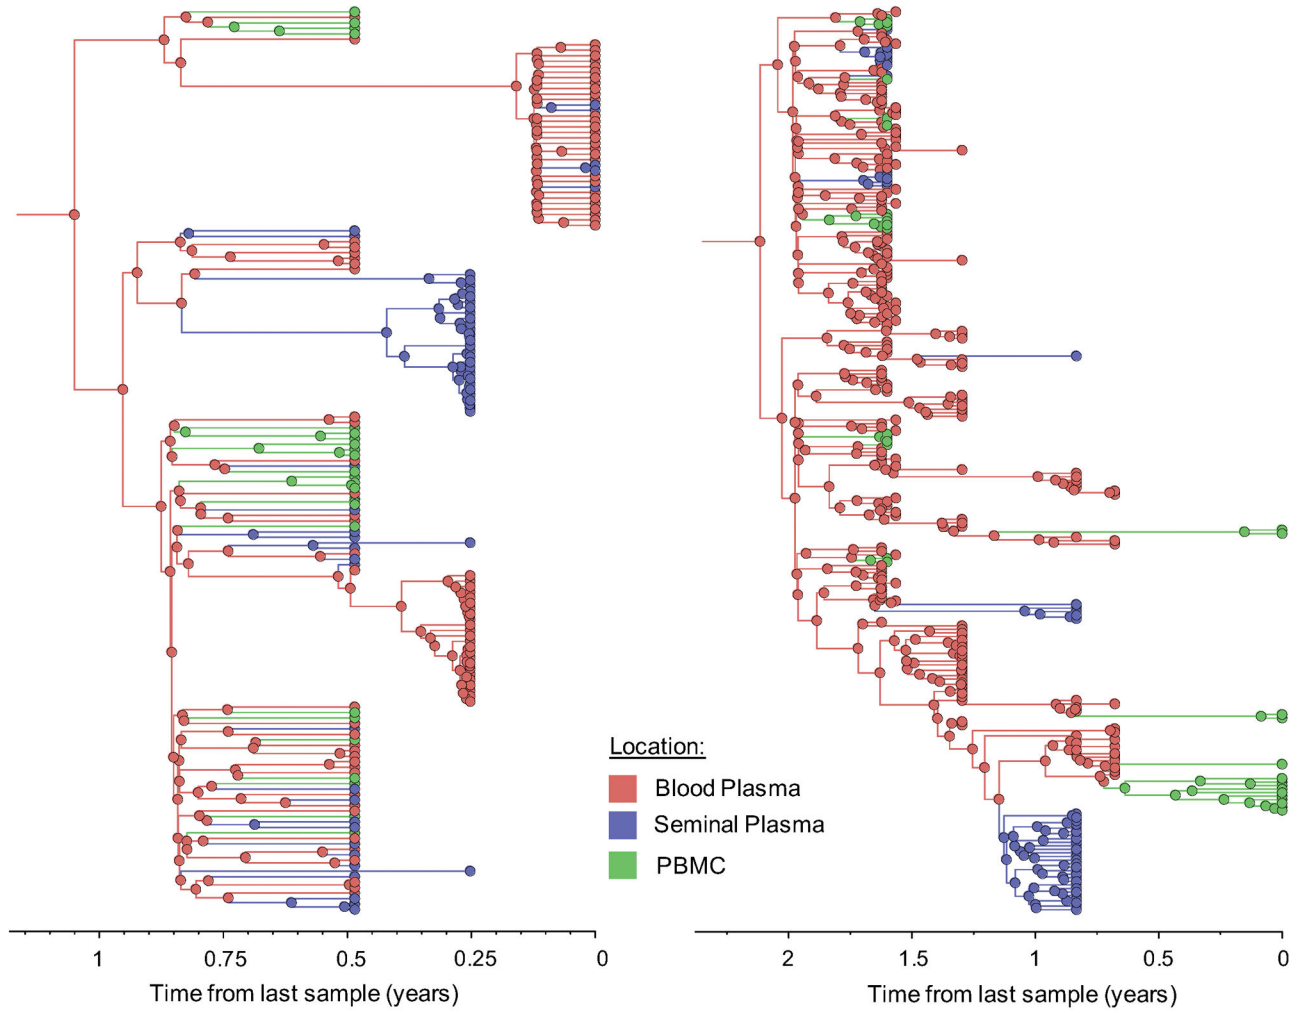 Location:
Blood Plasma
Seminal Plasma
PBMC
1 0.75 0.5 0.25 0
Time from last sample (years)
2 1.5 1 0.5 0
Time from last sample (years)